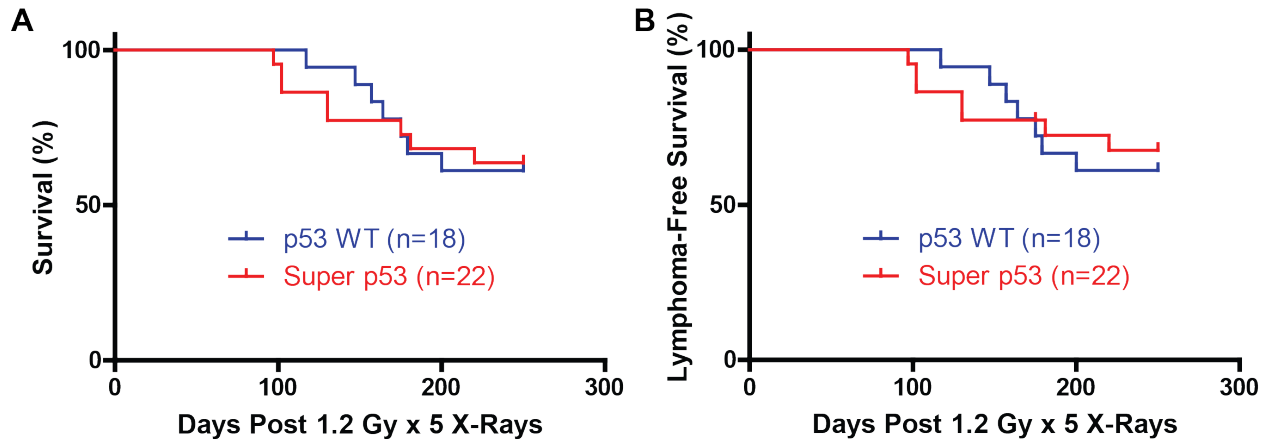 A
Survival (%)
100
50
0
0 100 200 300
p53 WT (n=18)
Super p53 (n=22)
Days Post 1.2 Gy x 5 X-Rays
B
Lymphoma-Free Survival (%)
100
50
0
0 100 200 300
p53 WT (n=18)
Super p53 (n=22)
Days Post 1.2 Gy x 5 X-Rays